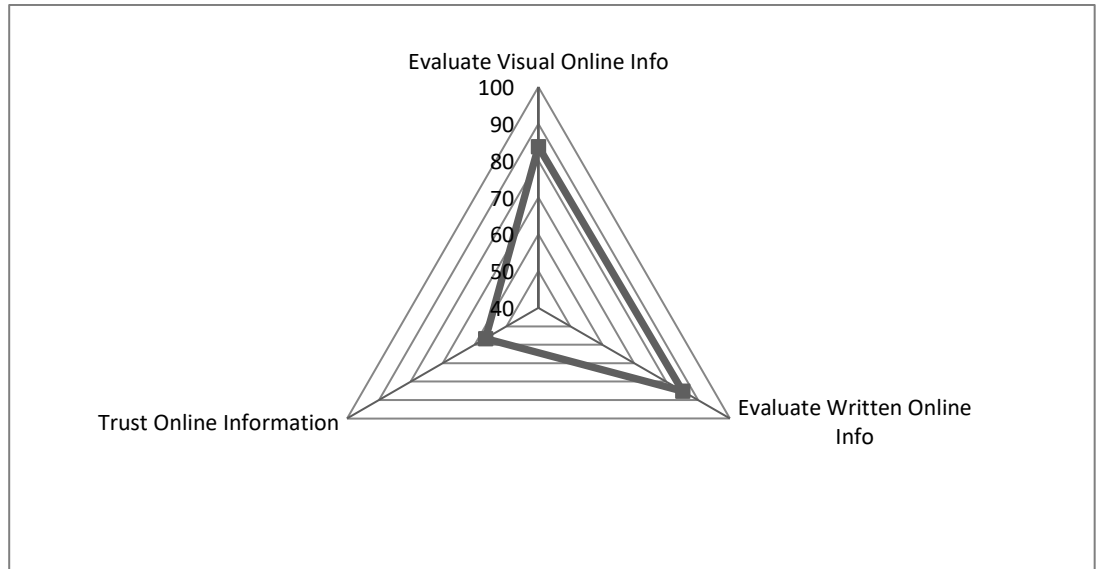 Evaluate Visual Online Info
100
90
80
70
60
50
40
Trust Online Information
Evaluate Written Online
Info